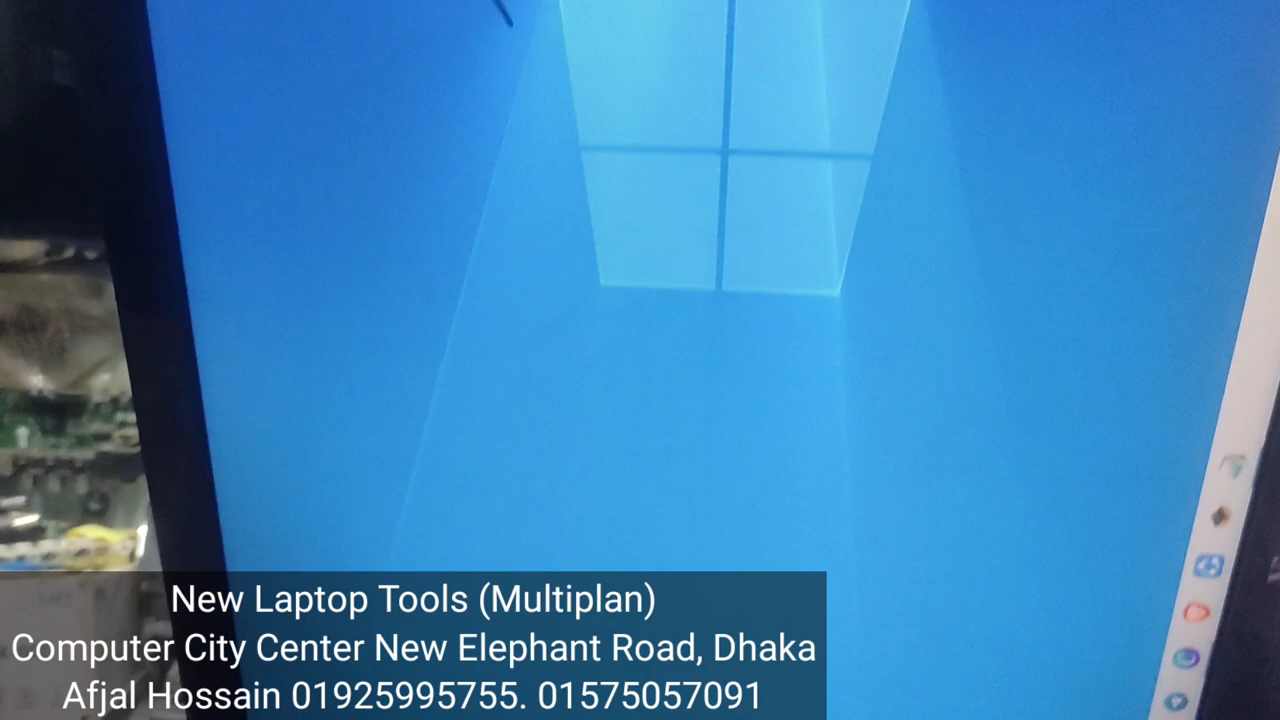 New Laptop Tools (Multiplan)
Computer City Center New Elephant Road, Dhaka
Afjal Hossain 01925995755. 01575057091